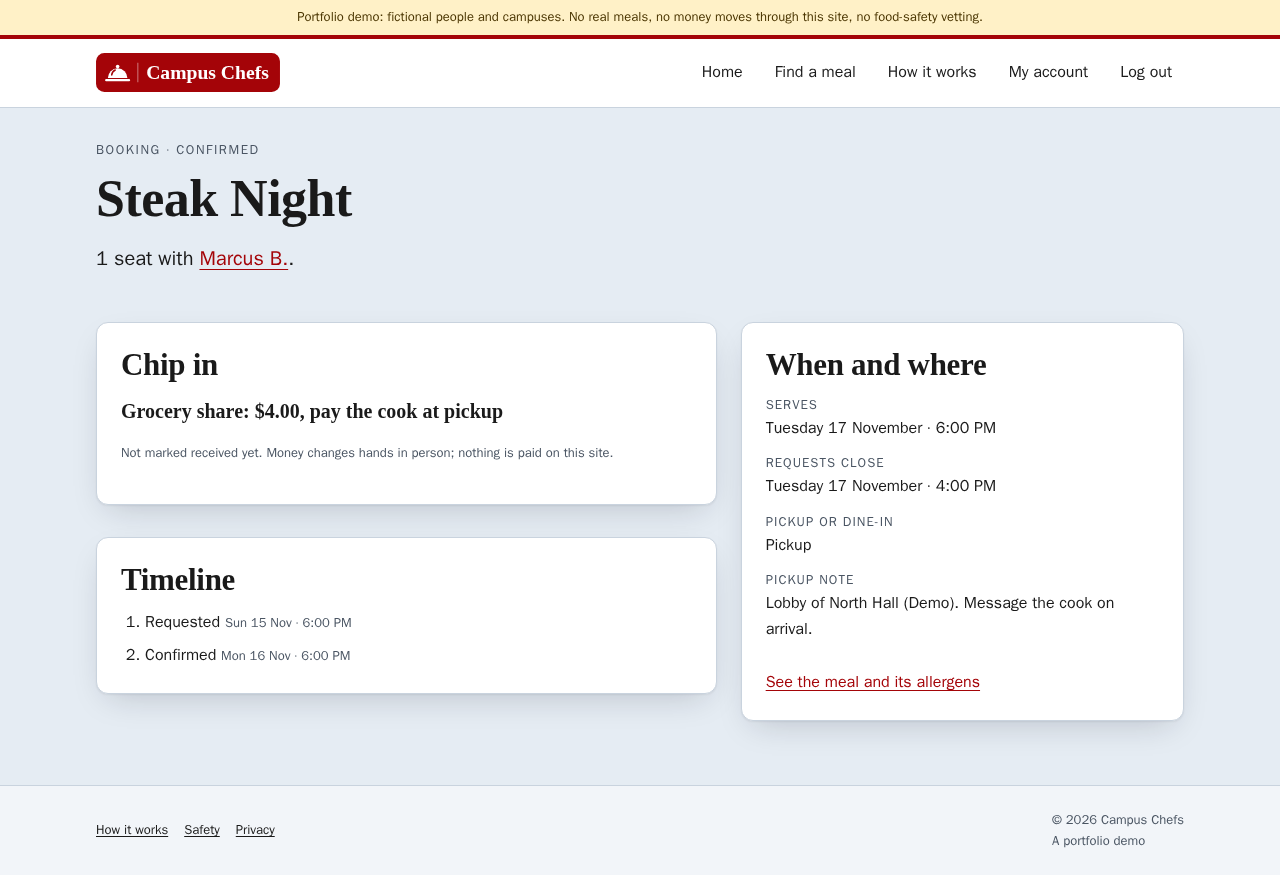 Portfolio demo: fictional people and campuses. No real meals, no money moves through this site, no food-safety vetting.
Campus Chefs
Home
Find a meal
How it works
My account
Log out
BOOKING · CONFIRMED
Steak Night
1 seat with Marcus B..
Chip in
Grocery share: $4.00, pay the cook at pickup
Not marked received yet. Money changes hands in person; nothing is paid on this site.
Timeline
1. Requested Sun 15 Nov · 6:00 PM
2. Confirmed Mon 16 Nov · 6:00 PM
When and where
SERVES
Tuesday 17 November · 6:00 PM
REQUESTS CLOSE
Tuesday 17 November · 4:00 PM
PICKUP OR DINE-IN
Pickup
PICKUP NOTE
Lobby of North Hall (Demo). Message the cook on
arrival.
See the meal and its allergens
How it works
Safety
Privacy
© 2026 Campus Chefs
A portfolio demo